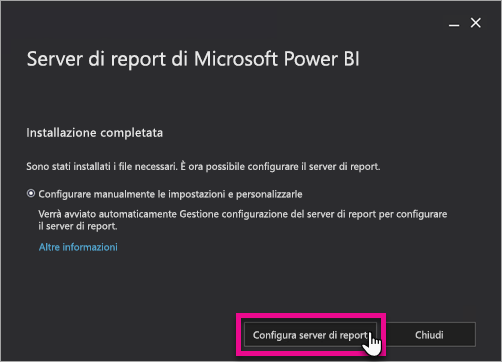 Server di report di Microsoft Power BI
Installazione completata
Sono stati installati i file necessari. È ora possibile configurare il server di report.
Configurare manualmente le impostazioni e personalizzarle
Verrà avviato automaticamente Gestione configurazione del server di report per configurare
il server di report.
Altre informazioni
Configura server di report
Chiudi